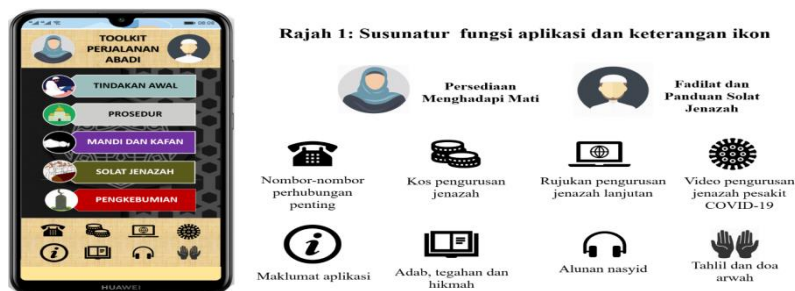 08:08
TOOLKIT
PERJALANAN
ABADI
TINDAKAN AWAL
PROSEDUR
MANDI DAN KAFAN
SOLAT JENAZAH
PENGKEBUMIAN
HUAWEI
Rajah 1: Susunatur fungsi aplikasi dan keterangan ikon
Persediaan
Menghadapi Mati
Fadilat dan
Panduan Solat
Jenazah
Nombor-nombor
perhubungan
penting
Kos pengurusan
jenazah
Rujukan pengurusan
jenazah lanjutan
Video pengurusan
jenazah pesakit
COVID-19
Maklumat aplikasi
Adab, tegahan dan
hikmah
Alunan nasyid
Tahlil dan doa
arwah